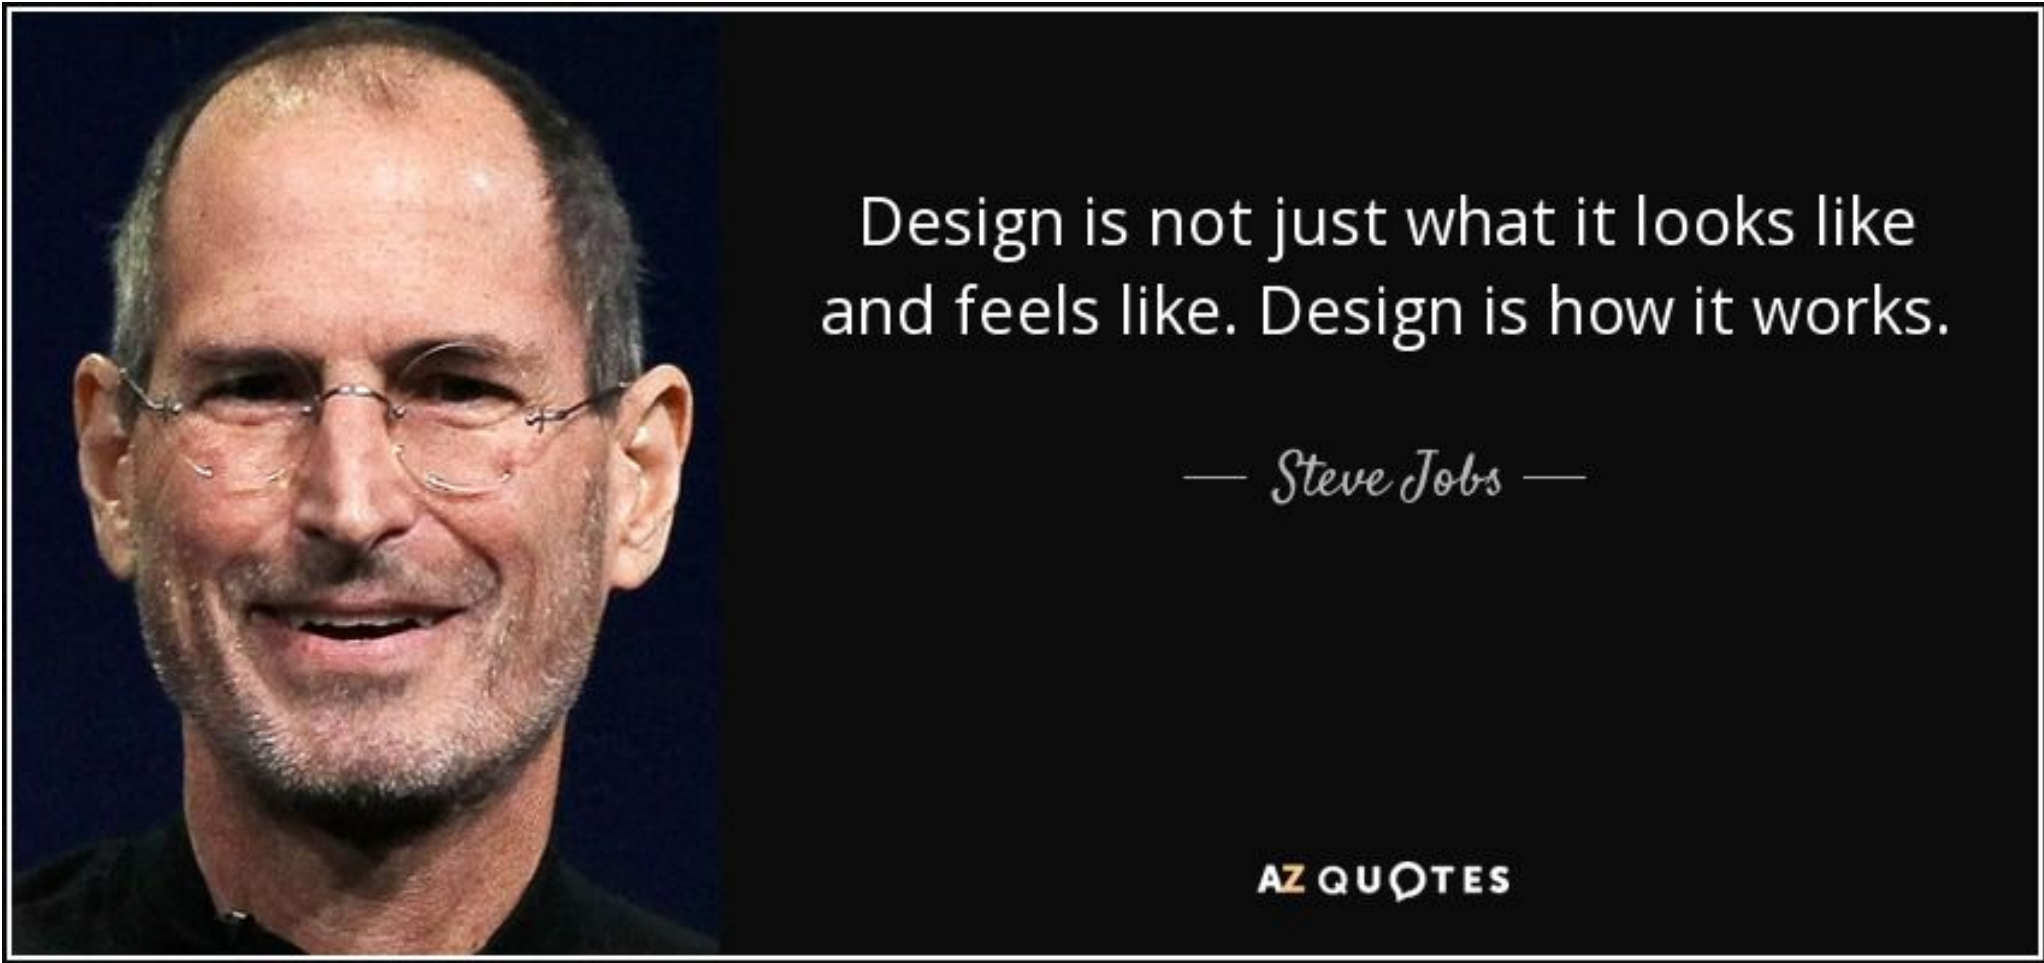 Design is not just what it looks like
and feels like. Design is how it works.
— Steve Jobs —
AZ QUOTES